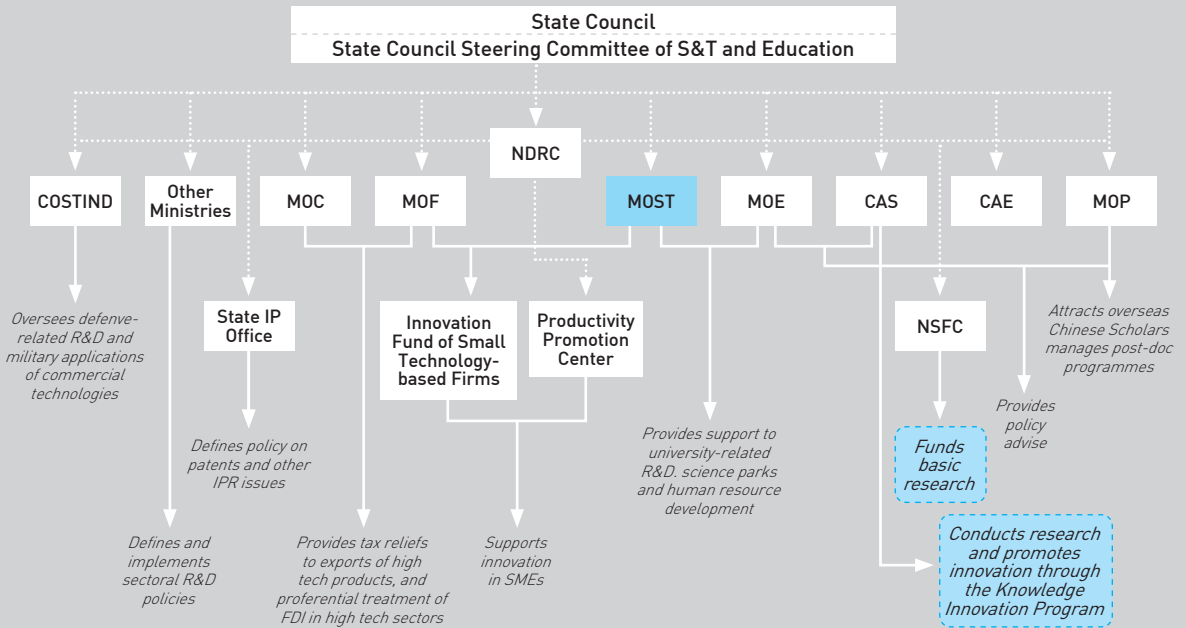 State Council
State Council Steering Committee of S&T and Education
NDRC
COSTIND
Other
Ministries
MOC
MOF
MOST
MOE
CAS
CAE
MOP
State IP
Office
Innovation
Fund of Small
Technology-
based Firms
Productivity
Promotion
Center
NSFC
Oversees defenve-
related R&D and
military applications
of commercial
technologies
Attracts overseas
Chinese Scholars
manages post-doc
programmes
Defines policy on
patents and other
IPR issues
Provides support to
university-related
R&D. science parks
and human resource
development
Funds
basic
research
Provides
policy
advise
Defines and
implements
sectoral R&D
policies
Provides tax reliefs
to exports of high
tech products, and
proferential treatment of
FDI in high tech sectors
Supports
innovation
in SMEs
Conducts research
and promotes
innovation through
the Knowledge
Innovation Program